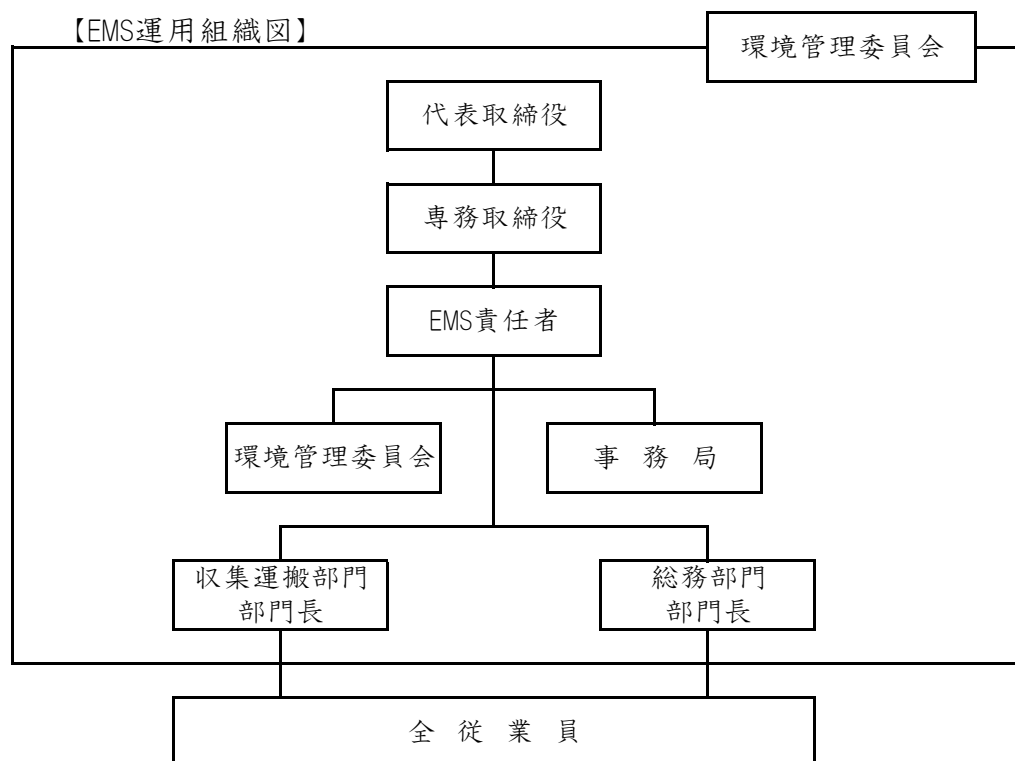 【EMS運用組織図】
環境管理委員会
代表取締役
専務取締役
EMS責任者
環境管理委員会
事 務 局
収集運搬部門
部門長
総務部門
部門長
全 従 業 員